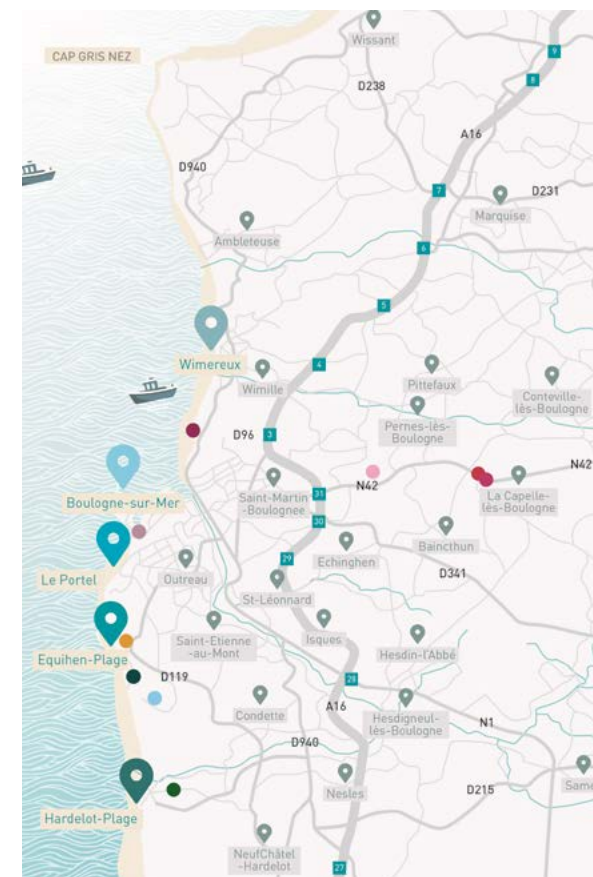 Wissant
CAP GRIS NEZ
9
8
D238
A16
D940
7
D231
Marquise
Ambleteuse
6
5
Wimereux
4
Wimille
Pittefaux
Conteville-
lès-Boulogne
Pernes-lès-
Boulogne
3
D96
N42
Boulogne-sur-Mer
Saint-Martin
-Boulognee
31
N42
La Capelle-
lès-Boulogne
30
Baincthun
29
Echinghen
D341
Le Portel
Outreau
St-Léonnard
Isques
Saint-Etienne
-au-Mont
Hesdin-l'Abbé
Equihen-Plage
D119
28
Condette
A16
Hesdigneul-
lès-Boulogne
N1
D940
Nesles
D215
Same
Hardelot-Plage
NeufChâtel
-Hardelot
27